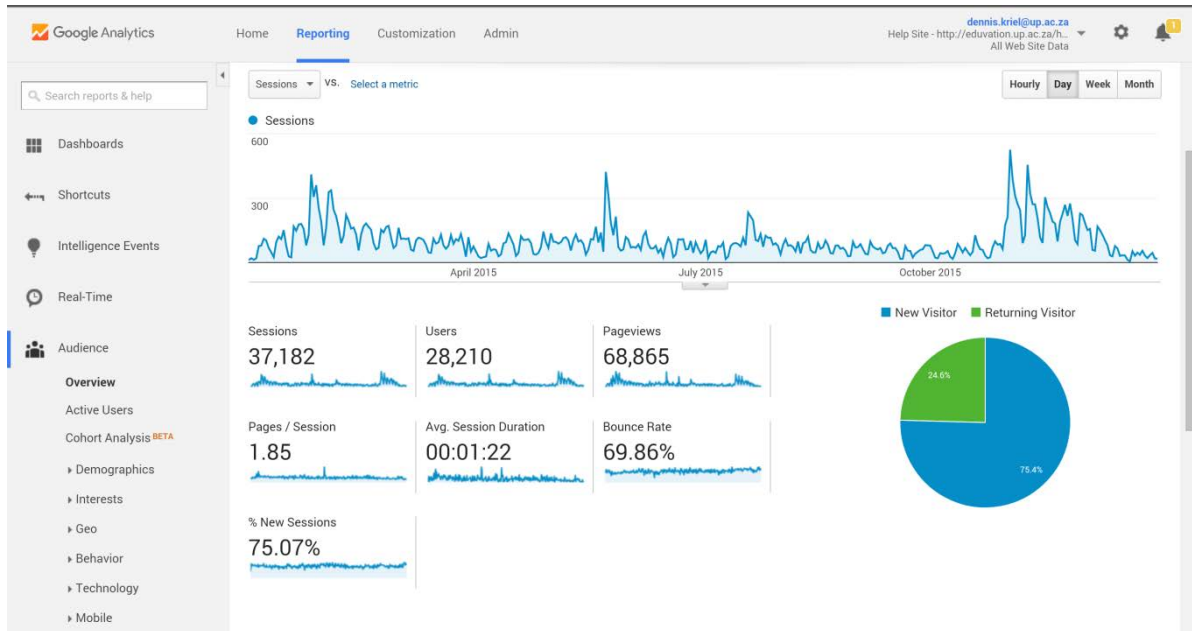 Google Analytics
Home Reporting Customization Admin
dennis.kriel@up.ac.za
Help Site - http://eduvation.up.ac.za/h...
All Web Site Data
1
Search reports & help
Dashboards
Shortcuts
Intelligence Events
Real-Time
Audience
Overview
Active Users
Cohort Analysis BETA
Demographics
Interests
Geo
Behavior
Technology
Mobile
Sessions VS. Select a metric
Hourly Day Week Month
Sessions
600
300
April 2015 July 2015 October 2015
New Visitor Returning Visitor
Sessions
37,182
Users
28,210
Pageviews
68,865
Pages / Session
1.85
Avg. Session Duration
00:01:22
Bounce Rate
69.86%
% New Sessions
75.07%
24.6%
75.4%